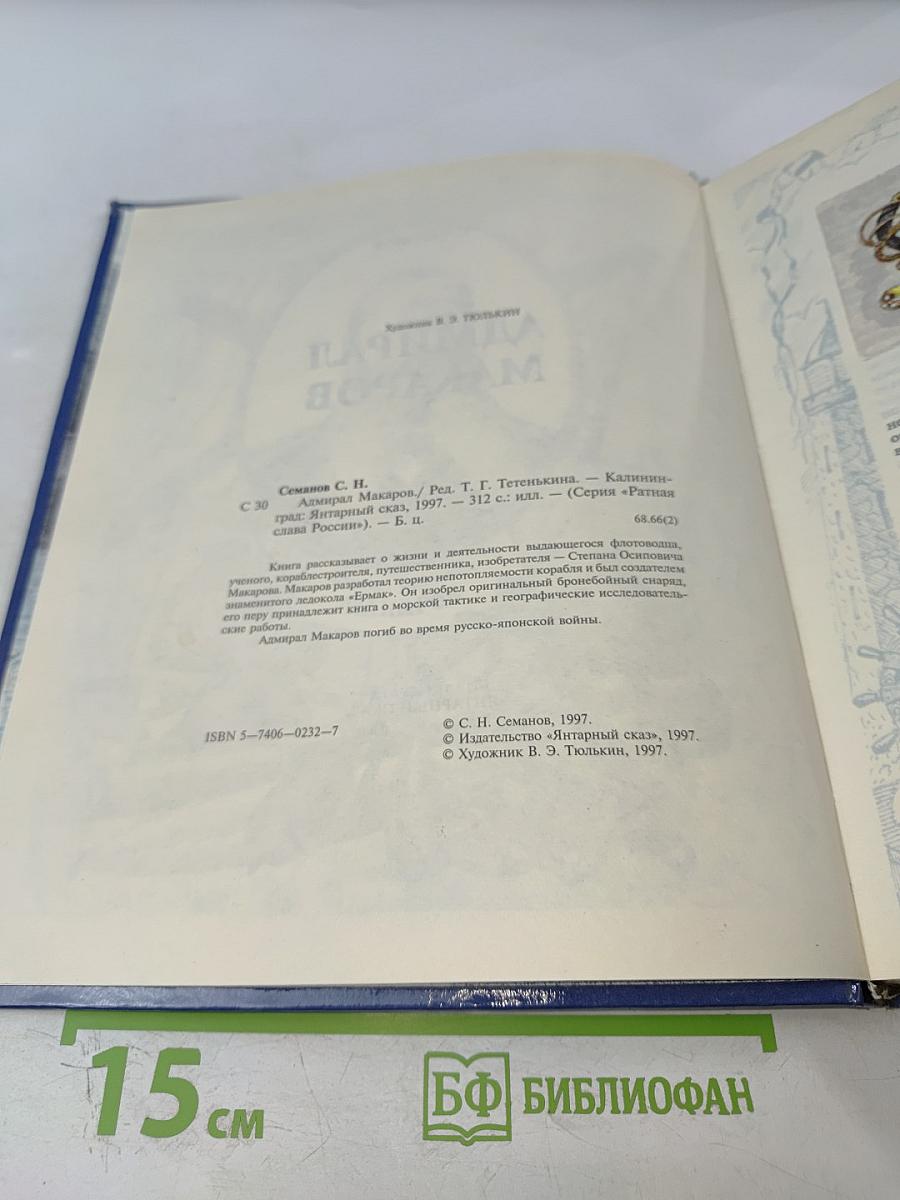 Художник В. Э. ТЮЛЬКИН
АДМИРАЛ
МАКАРОВ
Семанов С. Н.
С 30 Адмирал Макаров./ Ред. Т. Г. Тетенькина. — Калинин-
град: Янтарный сказ, 1997. — 312 с.: илл. — (Серия «Ратная
слава России»). — Б. ц.
68.66(2)
Книга рассказывает о жизни и деятельности выдающегося флотоводца,
ученого, кораблестроителя, путешественника, изобретателя — Степана Осиповича
Макарова. Макаров разработал теорию непотопляемости корабля и был создателем
знаменитого ледокола «Ермак». Он изобрел оригинальный бронебойный снаряд,
его перу принадлежит книга о морской тактике и географические исследователь-
ские работы.
Адмирал Макаров погиб во время русско-японской войны.
ISBN 5—7406—0232—7
© С. Н. Семанов, 1997.
© Издательство «Янтарный сказ», 1997.
© Художник В. Э. Тюлькин, 1997.
15 см
БФ БИБЛИОФАН